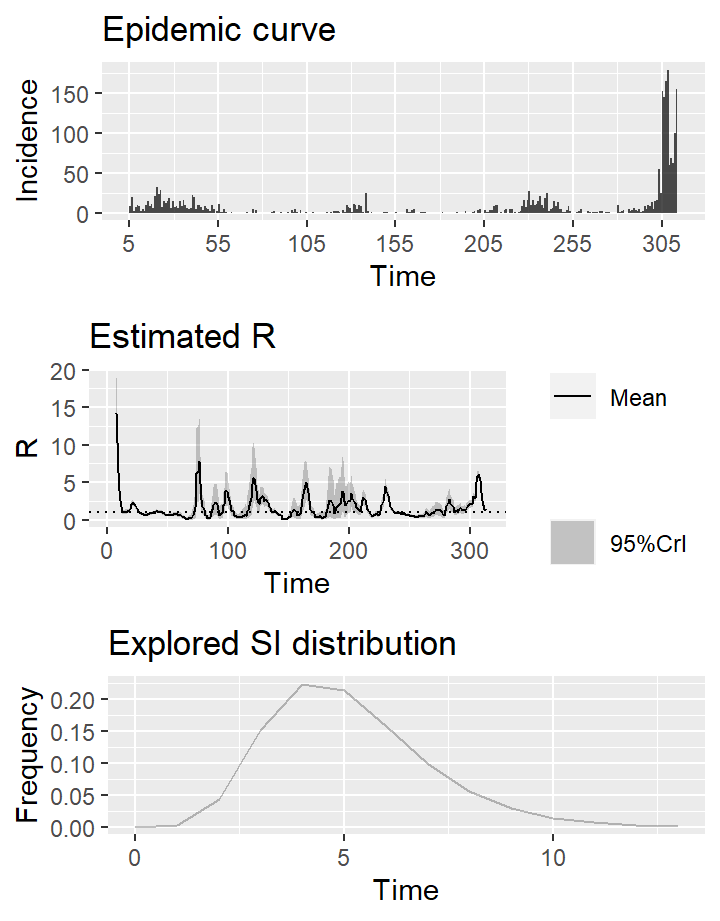 Epidemic curve
Incidence
150
100
50
0
5 55 105 155 205 255 305
Time
Estimated R
R
20
15
10
5
0
0 100 200 300
Time
Mean
95%CrI
Explored SI distribution
Frequency
0.20
0.15
0.10
0.05
0.00
0 5 10
Time